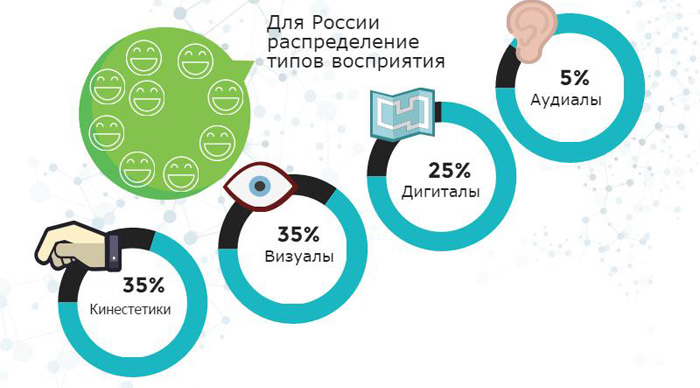 Для России
распределение
типов восприятия
5%
Аудиалы
25%
Дигиталы
35%
Визуалы
35%
Кинестетики